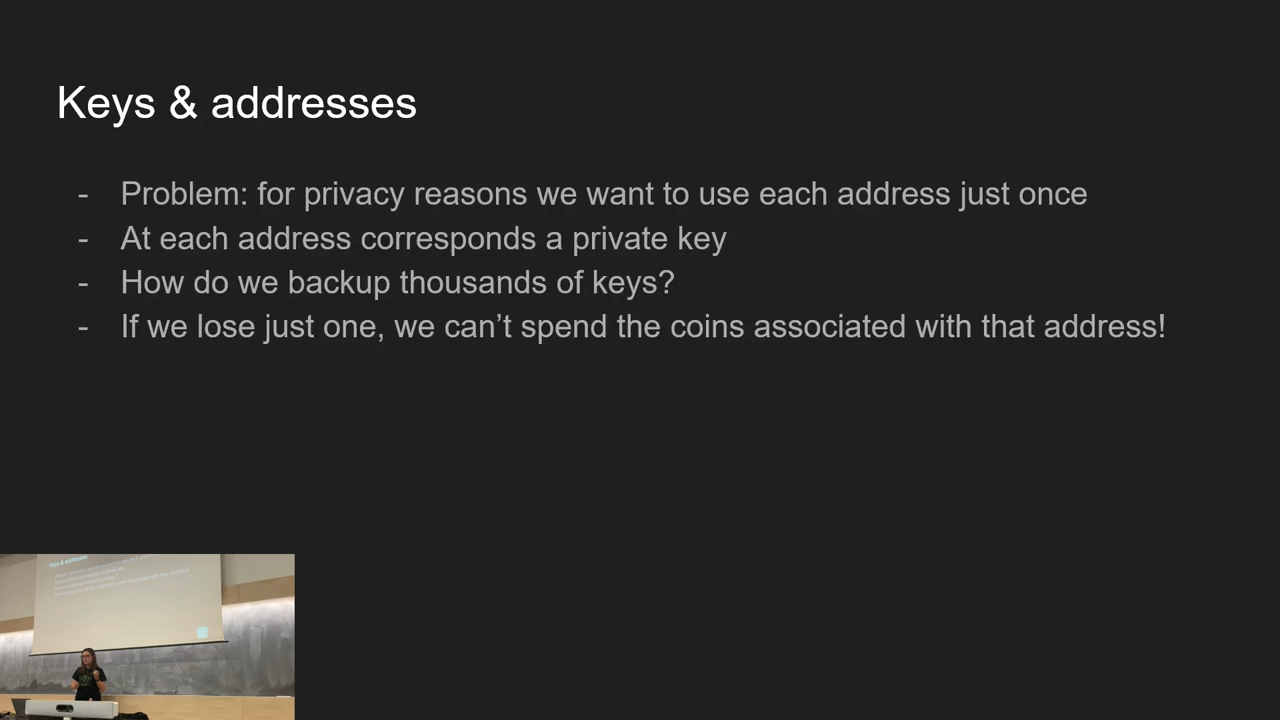 Keys & addresses
- Problem: for privacy reasons we want to use each address just once
- At each address corresponds a private key
- How do we backup thousands of keys?
- If we lose just one, we can’t spend the coins associated with that address!
Keys & addresses